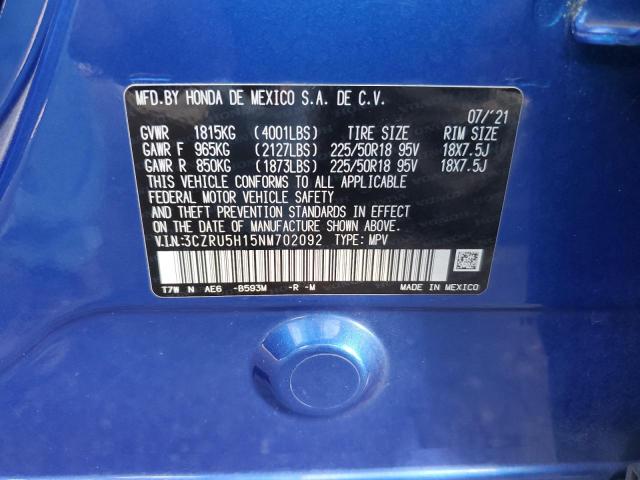 MFD.BY HONDA DE MEXICO S.A. DE C.V.
07/'21
GVWR 1815KG (4001LBS) TIRE SIZE RIM SIZE
GAWR F 965KG (2127LBS) 225/50R18 95V 18X7.5J
GAWR R 850KG (1873LBS) 225/50R18 95V 18X7.5J
THIS VEHICLE CONFORMS TO ALL APPLICABLE
FEDERAL MOTOR VEHICLE SAFETY
AND THEFT PREVENTION STANDARDS IN EFFECT
ON THE DATE OF MANUFACTURE SHOWN ABOVE.
V.I.N:3CZRU5H15NM702092 TYPE: MPV
T7W N AE6 -B593M -R -M MADE IN MEXICO